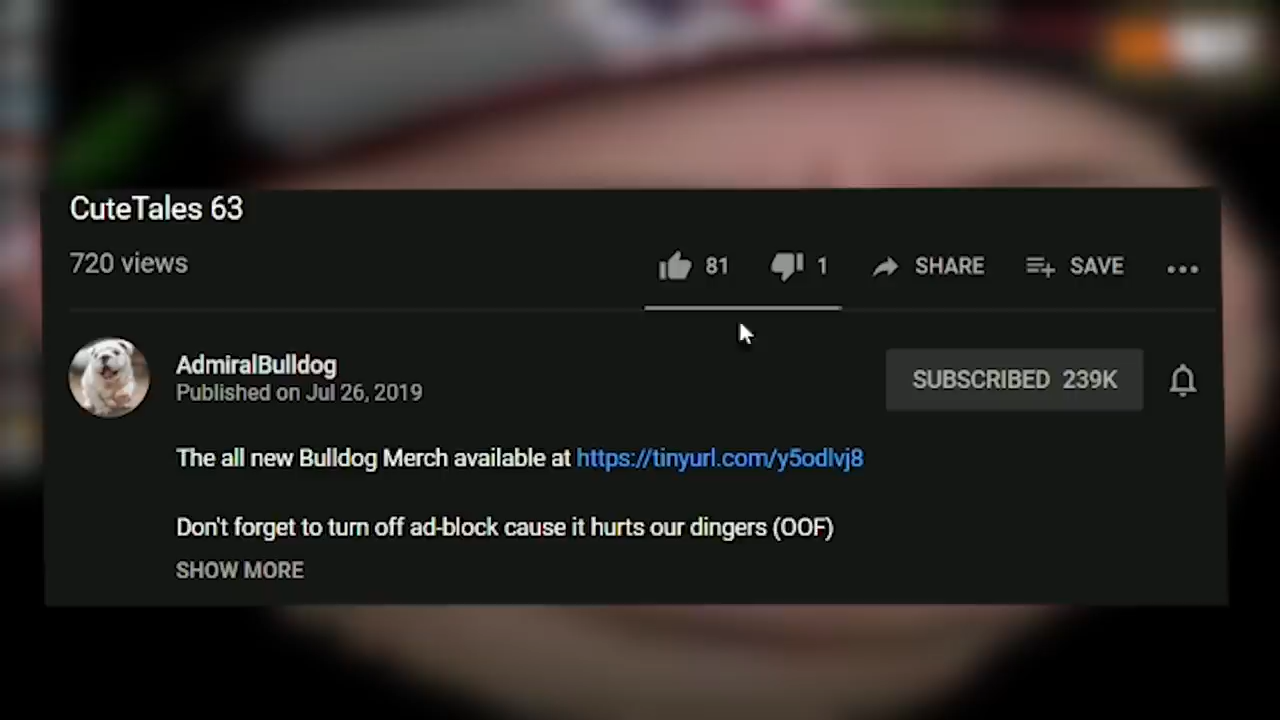 CuteTales 63
720 views
81 1 SHARE SAVE
AdmiralBulldog
Published on Jul 26, 2019
SUBSCRIBED 239K
The all new Bulldog Merch available at https://tinyurl.com/y5odlvj8
Don't forget to turn off ad-block cause it hurts our dingers (OOF)
SHOW MORE